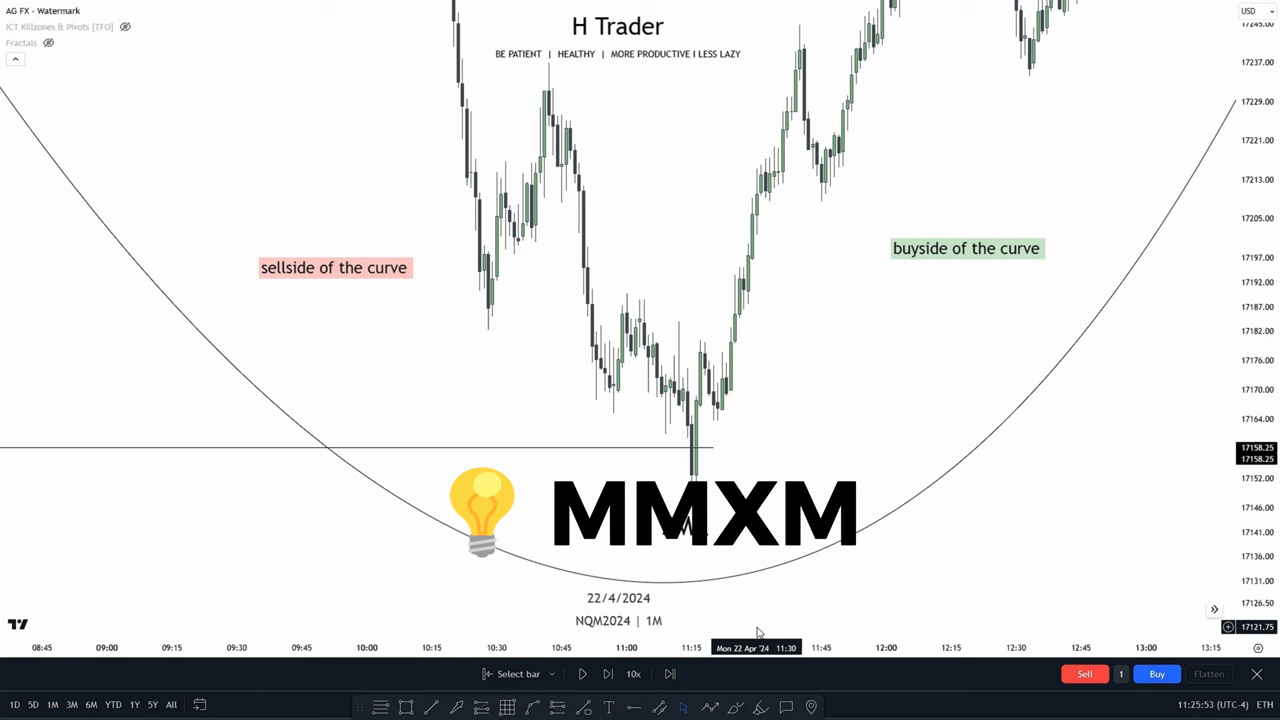 AG FX - Watermark
ICT Killzones & Pivots [TFO]
Fractals
H Trader
BE PATIENT | HEALTHY | MORE PRODUCTIVE I LESS LAZY
USD
17245.00
17237.00
17229.00
17221.00
17213.00
17205.00
17197.00
17192.00
17187.00
17182.00
17176.00
17170.00
17164.00
17158.25
17158.25
17152.00
17146.00
17141.00
17136.00
17131.00
17126.50
17121.75
sellside of the curve
buyside of the curve
MMXM
22/4/2024
NQM2024 | 1M
08:45 09:00 09:15 09:30 09:45 10:00 10:15 10:30 10:45 11:00 11:15 Mon 22 Apr '24 11:30 11:45 12:00 12:15 12:30 12:45 13:00 13:15
Select bar 10x Sell 1 Buy Flatten
1D 5D 1M 3M 6M YTD 1Y 5Y All 11:25:53 (UTC-4) ETH